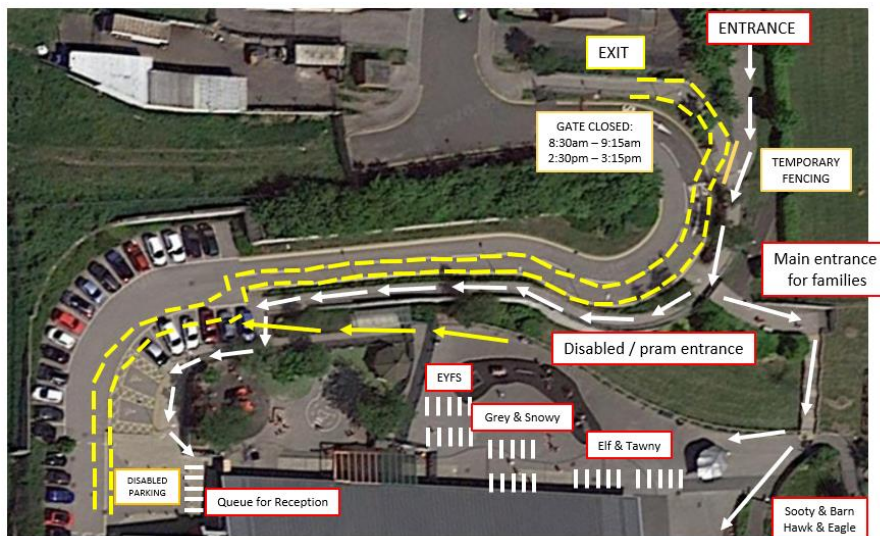 ENTRANCE
EXIT
GATE CLOSED:
8:30am – 9:15am
2:30pm – 3:15pm
TEMPORARY
FENCING
Main entrance
for families
Disabled / pram entrance
EYFS
Grey & Snowy
Elf & Tawny
DISABLED
PARKING
Queue for Reception
Sooty & Barn
Hawk & Eagle